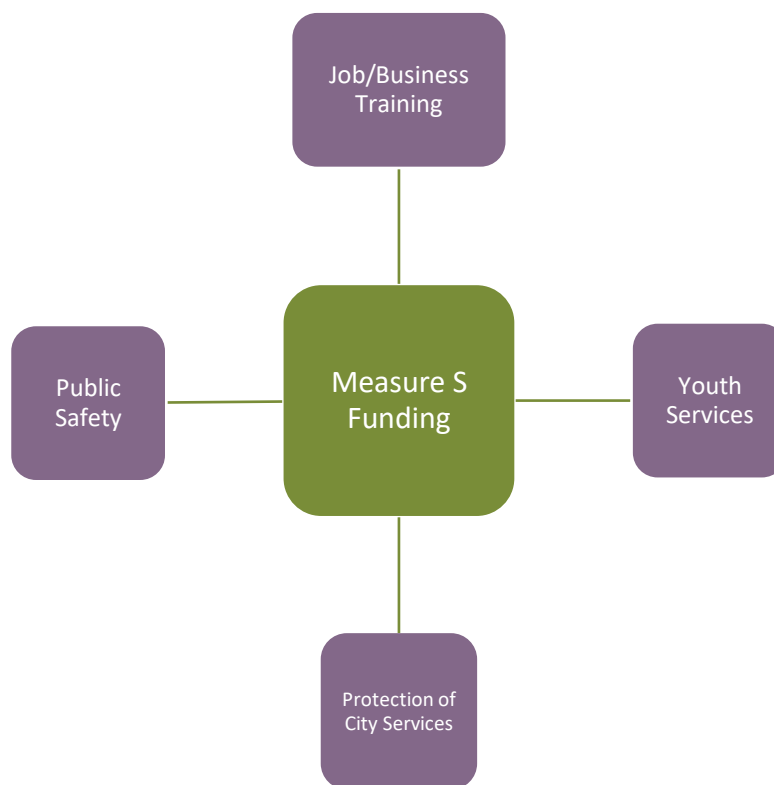 Job/Business
Training
Public
Safety
Measure S
Funding
Youth
Services
Protection of
City Services